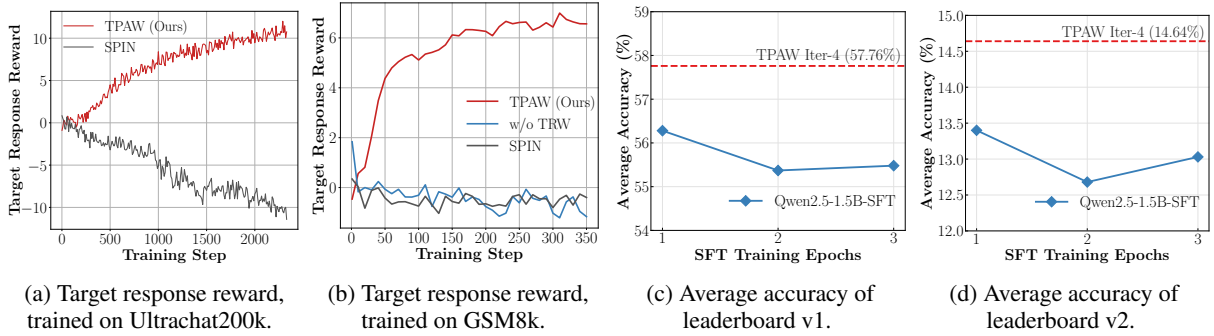 Target Response Reward
10
5
0
−5
−10
TPAW (Ours)
SPIN
0
500
1000
1500
2000
Training Step
(a) Target response reward,
trained on Ultrachat200k.
Target Response Reward
6
4
2
0
TPAW (Ours)
w/o TRW
SPIN
0
50
100
150
200
250
300
350
Training Step
(b) Target response reward,
trained on GSM8k.
Average Accuracy (%)
59
58
57
56
55
54
TPAW Iter-4 (57.76%)
Qwen2.5-1.5B-SFT
1
2
3
SFT Training Epochs
(c) Average accuracy of
leaderboard v1.
Average Accuracy (%)
15.0
14.5
14.0
13.5
13.0
12.5
12.0
TPAW Iter-4 (14.64%)
Qwen2.5-1.5B-SFT
1
2
3
SFT Training Epochs
(d) Average accuracy of
leaderboard v2.